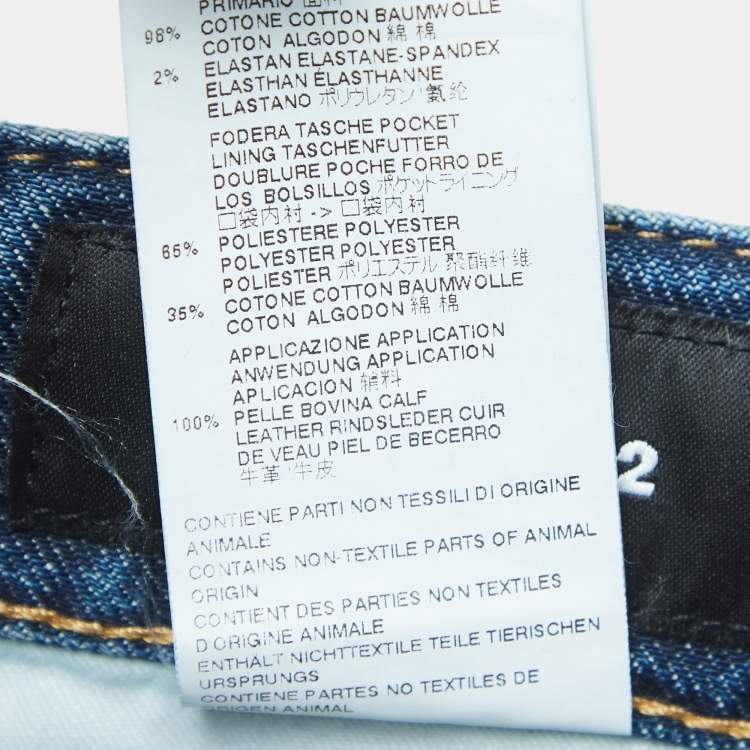 PRIMARIO 面料
98% COTONE COTTON BAUMWOLLE
COTON ALGODON 綿 棉
2% ELASTAN ELASTANE-SPANDEX
ELASTHAN ÉLASTHANNE
ELASTANO ポリウレタン 氨纶
FODERA TASCHE POCKET
LINING TASCHENFUTTER
DOUBLURE POCHE FORRO DE
LOS BOLSILLOS ポケットライニング
口袋内衬 -> 口袋内衬
65% POLIESTERE POLYESTER
POLYESTER POLYESTER
POLIESTER ポリエステル 聚酯纤维
35% COTONE COTTON BAUMWOLLE
COTON ALGODON 綿 棉
APPLICAZIONE APPLICATION
ANWENDUNG APPLICATION
APLICACION 辅料
100% PELLE BOVINA CALF
LEATHER RINDSLEDER CUIR
DE VEAU PIEL DE BECERRO
牛革 牛皮
CONTIENE PARTI NON TESSILI DI ORIGINE
ANIMALE
CONTAINS NON-TEXTILE PARTS OF ANIMAL
ORIGIN
CONTIENT DES PARTIES NON TEXTILES
D'ORIGINE ANIMALE
ENTHÄLT NICHTTEXTILE TEILE TIERISCHEN
URSPRUNGS
CONTIENE PARTES NO TEXTILES DE
ORIGEN ANIMAL
2